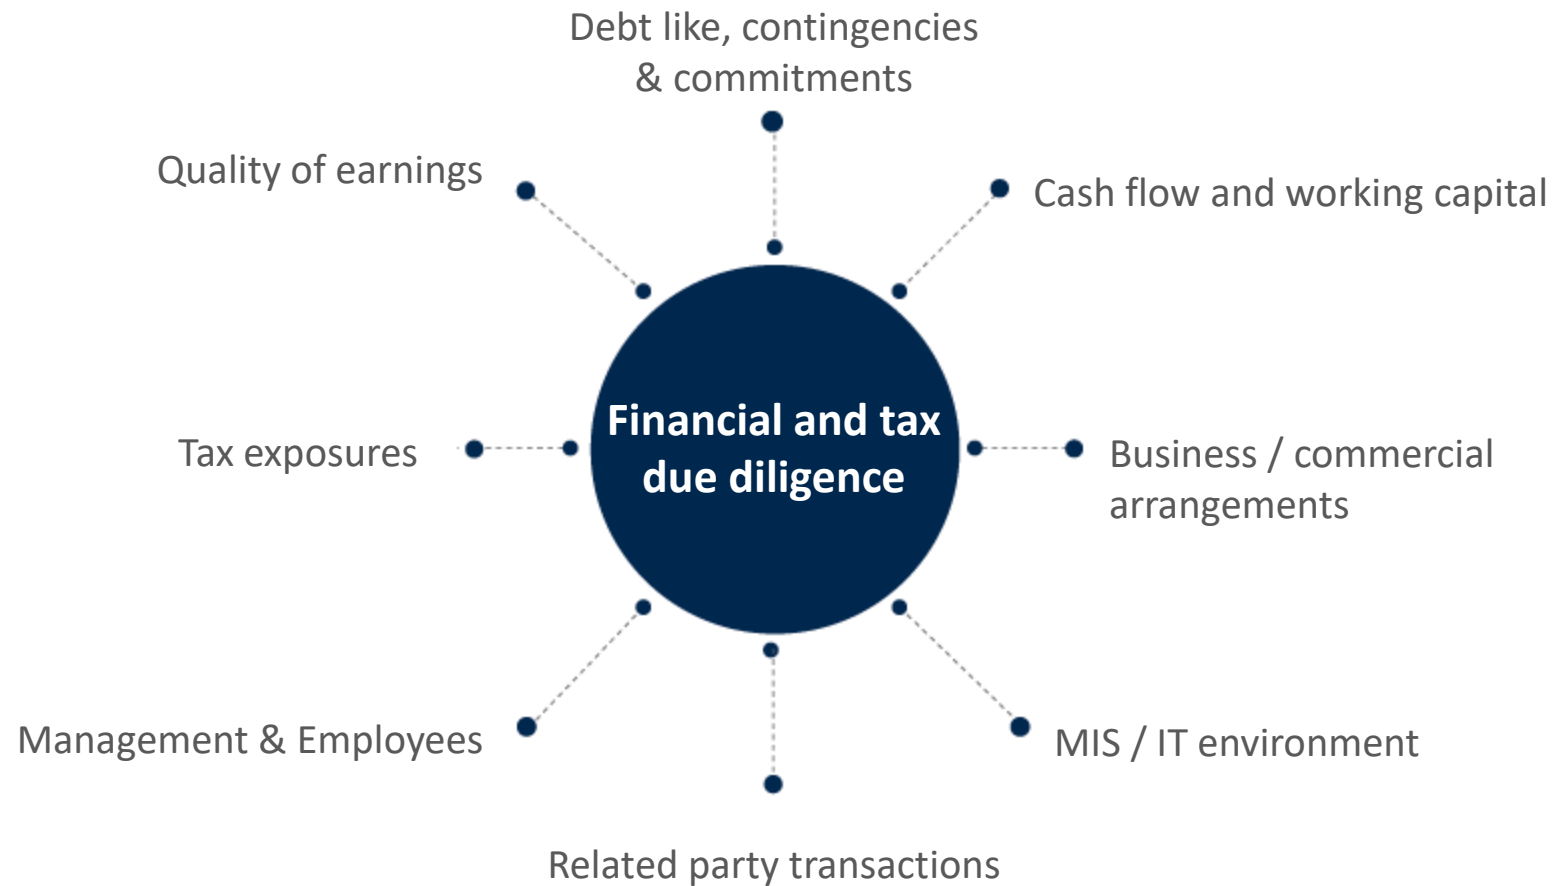 Debt like, contingencies
& commitments
Quality of earnings
Cash flow and working capital
Financial and tax
due diligence
Tax exposures
Business / commercial
arrangements
Management & Employees
MIS / IT environment
Related party transactions